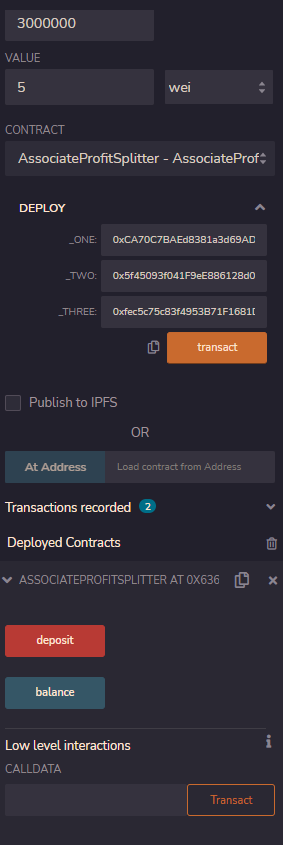 3000000
VALUE
5 wei
CONTRACT
AssociateProfitSplitter - AssociateProf
DEPLOY
_ONE: 0xCA70C7BAEd8381a3d69AD
_TWO: 0x5f45093f041F9eE886128d0
_THREE: 0xfec5c75c83f4953B71F1681D
transact
Publish to IPFS
OR
At Address Load contract from Address
Transactions recorded 2
Deployed Contracts
ASSOCIATEPROFITSPLITTER AT 0X636
deposit
balance
Low level interactions
CALLDATA
Transact